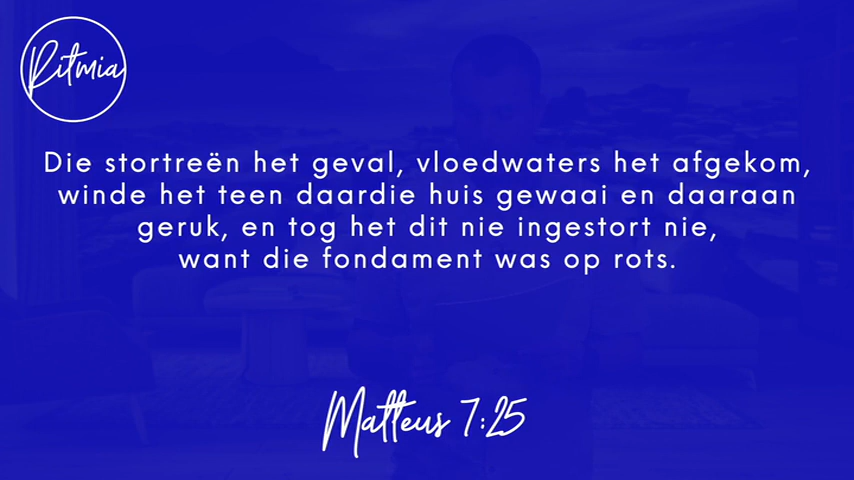 Ritmia
Die stortreën het geval, vloedwaters het afgekom,
winde het teen daardie huis gewaai en daaraan
geruk, en tog het dit nie ingestort nie,
want die fondament was op rots.
Matteus 7:25